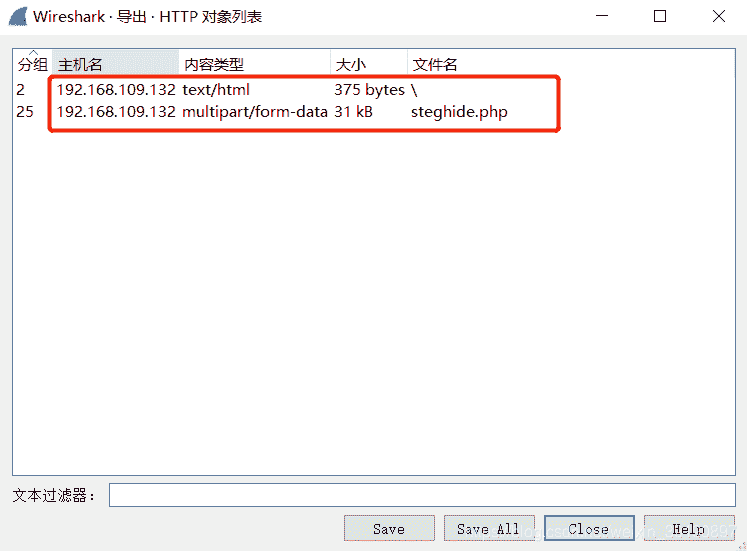 Wireshark · 导出 · HTTP 对象列表
分组 主机名 内容类型 大小 文件名
2 192.168.109.132 text/html 375 bytes \
25 192.168.109.132 multipart/form-data 31 kB steghide.php
文本过滤器：
Save Save All Close Help